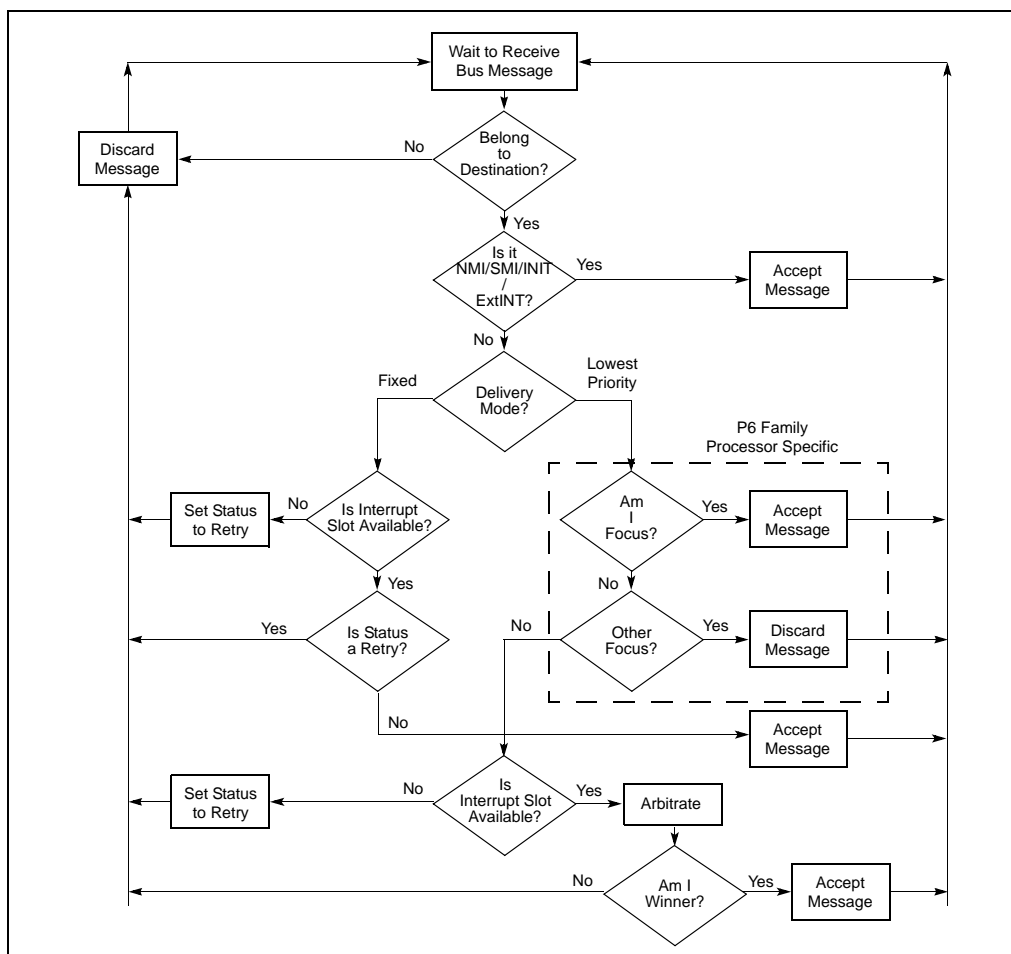 Wait to Receive
Bus Message
Belong
to
Destination?
No
Discard
Message
Yes
Is it
NMI/SMI/INIT
/
ExtINT?
Yes
Accept
Message
No
Delivery
Mode?
Fixed
Lowest
Priority
P6 Family
Processor Specific
Is Interrupt
Slot Available?
No
Set Status
to Retry
Am
I
Focus?
Yes
Accept
Message
Yes
No
Is Status
a Retry?
Yes
Other
Focus?
No
Yes
Discard
Message
No
Accept
Message
Is
Interrupt Slot
Available?
No
Set Status
to Retry
Yes
Arbitrate
Am I
Winner?
No
Yes
Accept
Message